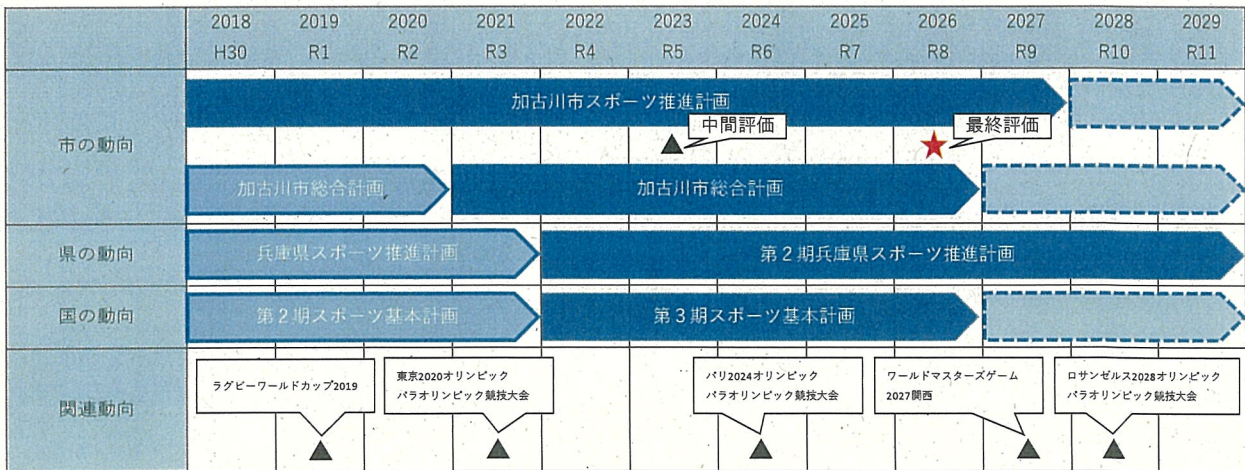 2018 2019 2020 2021 2022 2023 2024 2025 2026 2027 2028 2029
H30 R1 R2 R3 R4 R5 R6 R7 R8 R9 R10 R11
市の動向
加古川市スポーツ推進計画
中間評価
最終評価
加古川市総合計画
加古川市総合計画
県の動向
兵庫県スポーツ推進計画
第2期兵庫県スポーツ推進計画
国の動向
第2期スポーツ基本計画
第3期スポーツ基本計画
関連動向
ラグビーワールドカップ2019
東京2020オリンピック
パラオリンピック競技大会
パリ2024オリンピック
パラオリンピック競技大会
ワールドマスターズゲーム
2027関西
ロサンゼルス2028オリンピック
パラオリンピック競技大会